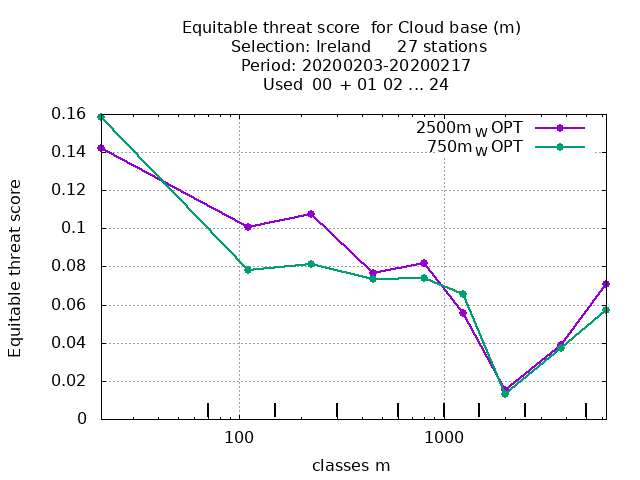 Equitable threat score  for Cloud base (m)
Selection: Ireland     27 stations
Period: 20200203-20200217
Used  00 + 01 02 ... 24
2500m W OPT
750m W OPT
0.16
0.14
0.12
0.1
0.08
0.06
0.04
0.02
0
Equitable threat score
100 1000
classes m